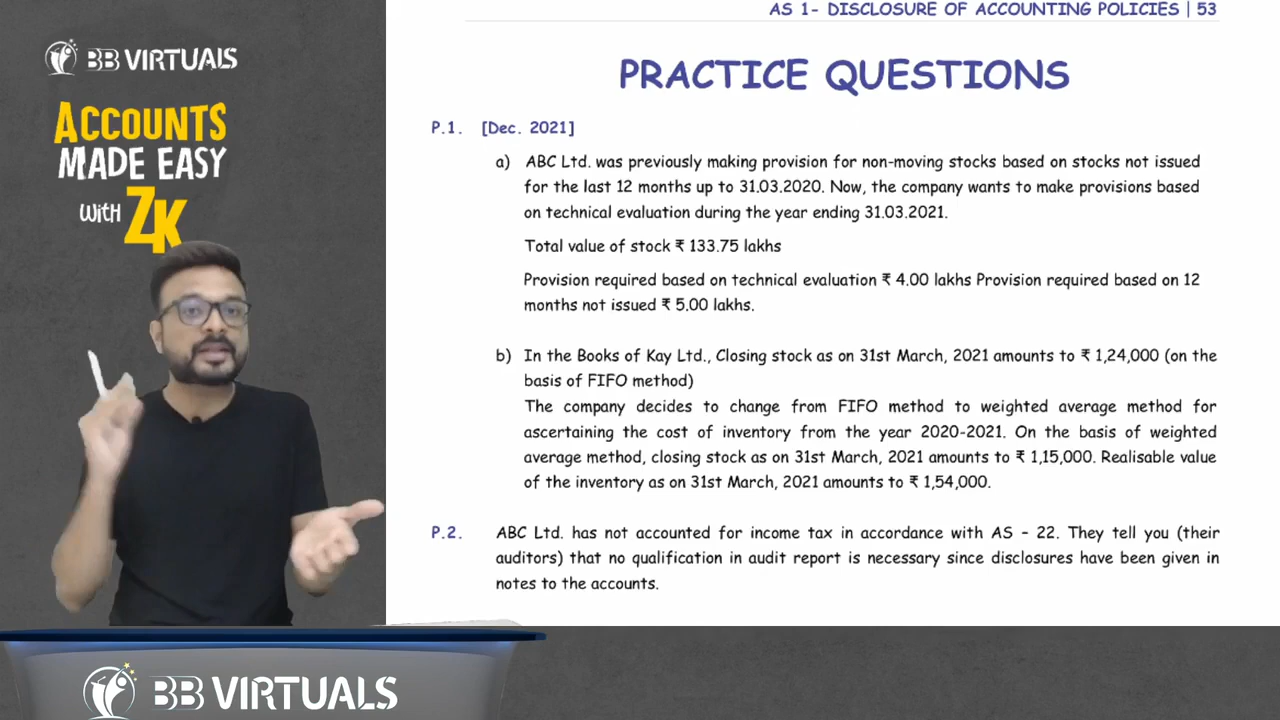 AS 1- DISCLOSURE OF ACCOUNTING POLICIES | 53
BB VIRTUALS
ACCOUNTS
MADE EASY
WITH ZK
PRACTICE QUESTIONS
P.1. [Dec. 2021]
a) ABC Ltd. was previously making provision for non-moving stocks based on stocks not issued
for the last 12 months up to 31.03.2020. Now, the company wants to make provisions based
on technical evaluation during the year ending 31.03.2021.
Total value of stock ₹ 133.75 lakhs
Provision required based on technical evaluation ₹ 4.00 lakhs Provision required based on 12
months not issued ₹ 5.00 lakhs.
b) In the Books of Kay Ltd., Closing stock as on 31st March, 2021 amounts to ₹ 1,24,000 (on the
basis of FIFO method)
The company decides to change from FIFO method to weighted average method for
ascertaining the cost of inventory from the year 2020-2021. On the basis of weighted
average method, closing stock as on 31st March, 2021 amounts to ₹ 1,15,000. Realisable value
of the inventory as on 31st March, 2021 amounts to ₹ 1,54,000.
P.2. ABC Ltd. has not accounted for income tax in accordance with AS - 22. They tell you (their
auditors) that no qualification in audit report is necessary since disclosures have been given in
notes to the accounts.
BB VIRTUALS